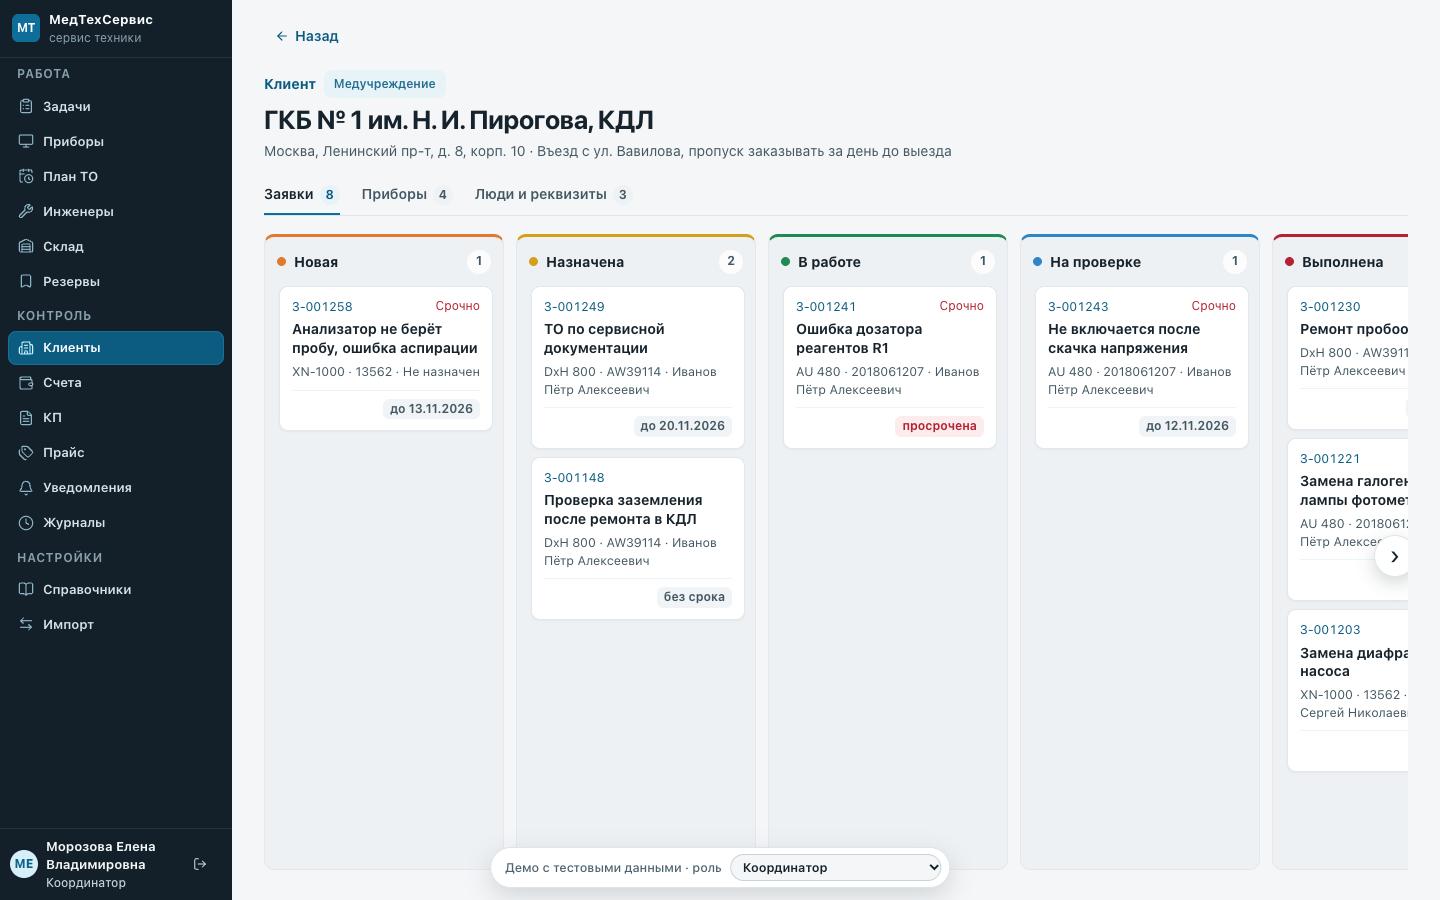 МТ
МедТехСервис
сервис техники
РАБОТА
Задачи
Приборы
План ТО
Инженеры
Склад
Резервы
КОНТРОЛЬ
Клиенты
Счета
КП
Прайс
Уведомления
Журналы
НАСТРОЙКИ
Справочники
Импорт
МЕ
Морозова Елена
Владимировна
Координатор
Назад
Клиент
Медучреждение
ГКБ № 1 им. Н. И. Пирогова, КДЛ
Москва, Ленинский пр-т, д. 8, корп. 10 · Въезд с ул. Вавилова, пропуск заказывать за день до выезда
Заявки 8
Приборы 4
Люди и реквизиты 3
Новая 1
З-001258 Срочно
Анализатор не берёт
пробу, ошибка аспирации
XN-1000 · 13562 · Не назначен
до 13.11.2026
Назначена 2
З-001249
ТО по сервисной
документации
DxH 800 · AW39114 · Иванов
Пётр Алексеевич
до 20.11.2026
З-001148
Проверка заземления
после ремонта в КДЛ
DxH 800 · AW39114 · Иванов
Пётр Алексеевич
без срока
В работе 1
З-001241 Срочно
Ошибка дозатора
реагентов R1
AU 480 · 2018061207 · Иванов
Пётр Алексеевич
просрочена
На проверке 1
З-001243 Срочно
Не включается после
скачка напряжения
AU 480 · 2018061207 · Иванов
Пётр Алексеевич
до 12.11.2026
Выполнена
З-001230
Ремонт
DxH 800 ·
Пётр Алексеевич
З-001221
Замена
лампы
AU 480 ·
Пётр
З-001203
Замена
насоса
XN-1000 · 13562 ·
Сергей
Демо с тестовыми данными · роль Координатор